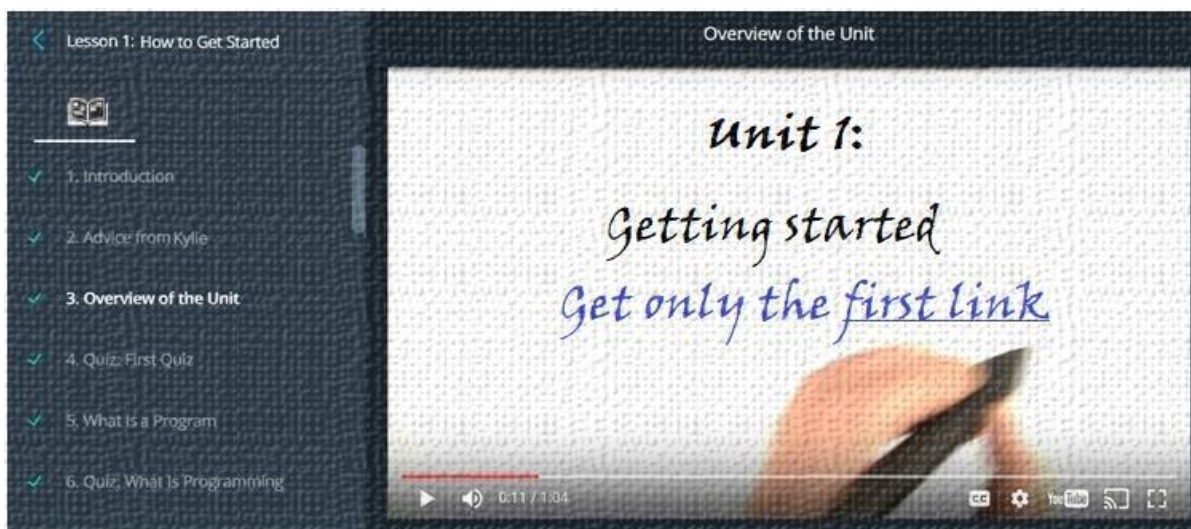 Lesson 1: How to Get Started
1. Introduction
2. Advice from Kylie
3. Overview of the Unit
4. Quiz: First Quiz
5. What is a Program
6. Quiz: What Is Programming
Overview of the Unit
Unit 1:
Getting started
Get only the first link
0:11 / 1:04
CC
YouTube